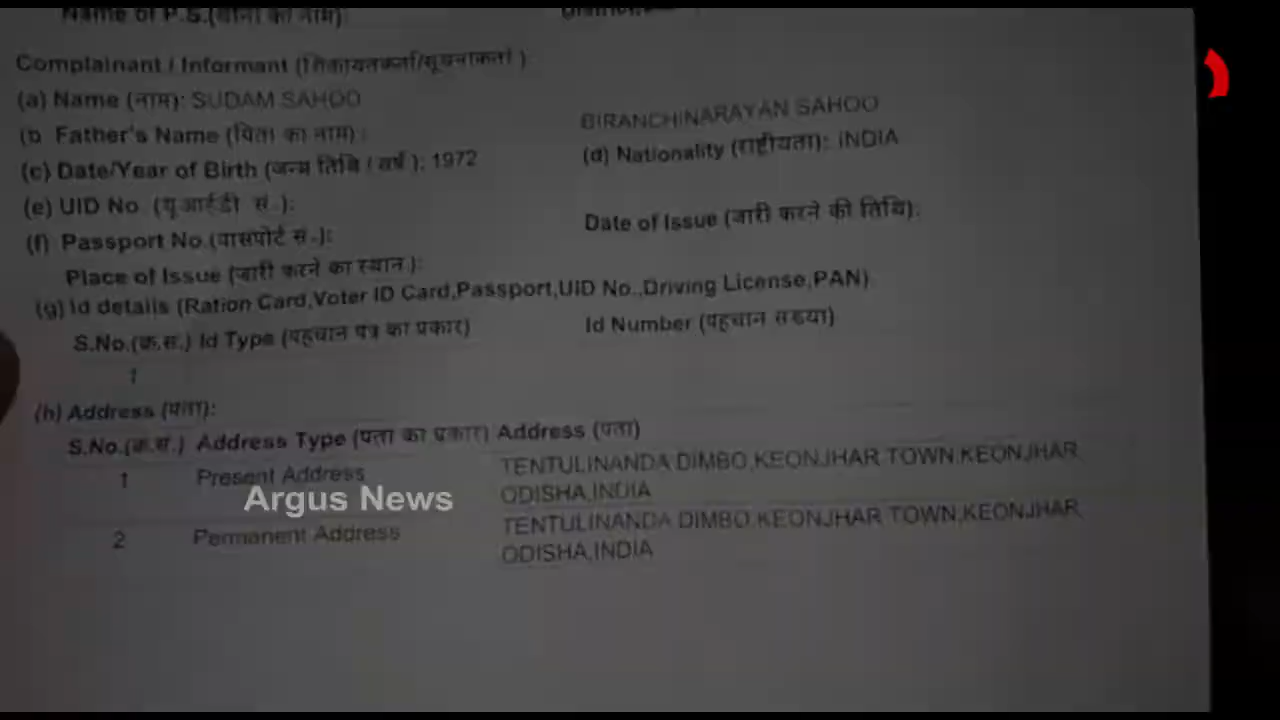 Name of P.S.(थाना का नाम):
Complainant / Informant (शिकायतकर्ता/सूचनाकर्ता ):
(a) Name (नाम): SUDAM SAHOO
(b Father's Name (पिता का नाम) : BIRANCHINARAYAN SAHOO
(c) Date/Year of Birth (जन्म तिथि / वर्ष ): 1972 (d) Nationality (राष्ट्रीयता): INDIA
(e) UID No. (यूआईडी सं.):
(f) Passport No.(पासपोर्ट सं.): Date of Issue (जारी करने की तिथि):
Place of Issue (जारी करने का स्थान ):
(g) Id details (Ration Card,Voter ID Card,Passport,UID No.,Driving License,PAN)
S.No.(क्र.सं.) Id Type (पहचान पत्र का प्रकार) Id Number (पहचान संख्या)
1
(h) Address (पता):
S.No.(क्र.सं.) Address Type (पता का प्रकार) Address (पता)
1 Present Address TENTULINANDA DIMBO,KEONJHAR TOWN,KEONJHAR,
ODISHA,INDIA
Argus News
2 Permanent Address TENTULINANDA DIMBO,KEONJHAR TOWN,KEONJHAR,
ODISHA,INDIA